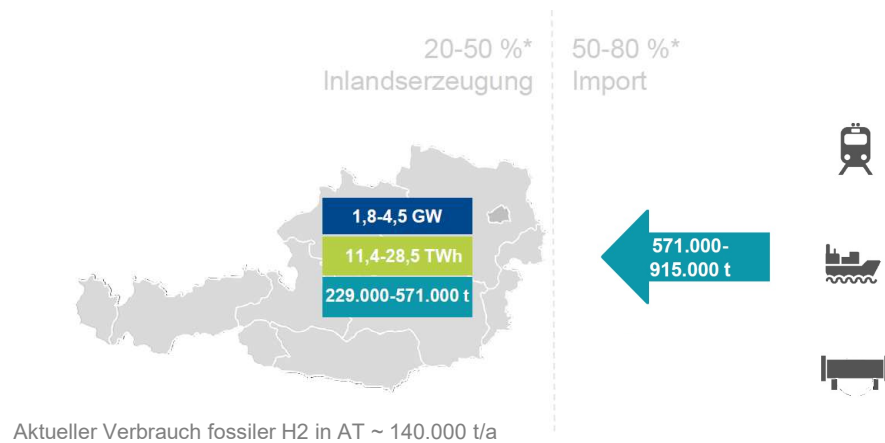 20-50 %*
Inlandserzeugung
50-80 %*
Import
1,8-4,5 GW
11,4-28,5 TWh
229.000-571.000 t
571.000-
915.000 t
Aktueller Verbrauch fossiler H2 in AT ~ 140.000 t/a